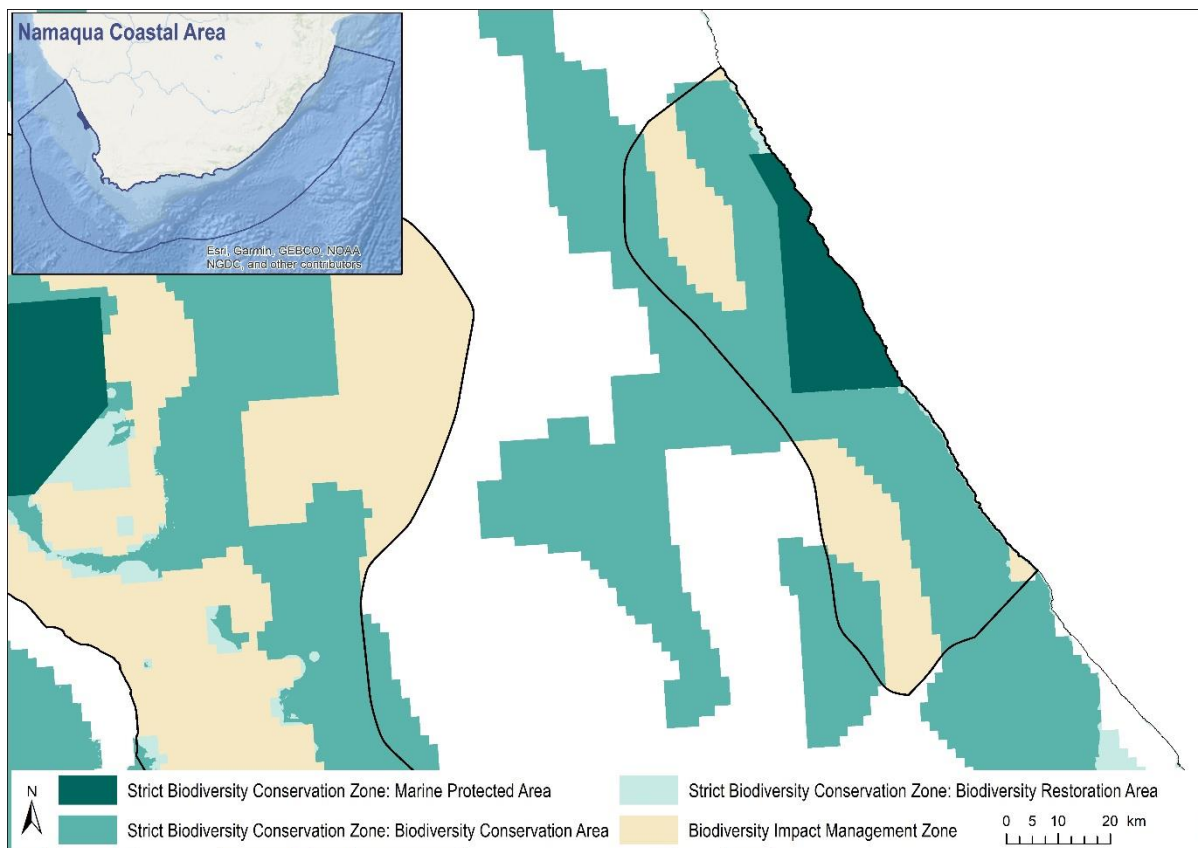 Namaqua Coastal Area
Esri, Garmin, GEBCO, NOAA
NGDC, and other contributors
N
Strict Biodiversity Conservation Zone: Marine Protected Area
Strict Biodiversity Conservation Zone: Biodiversity Restoration Area
Strict Biodiversity Conservation Zone: Biodiversity Conservation Area
Biodiversity Impact Management Zone
0 5 10 20 km